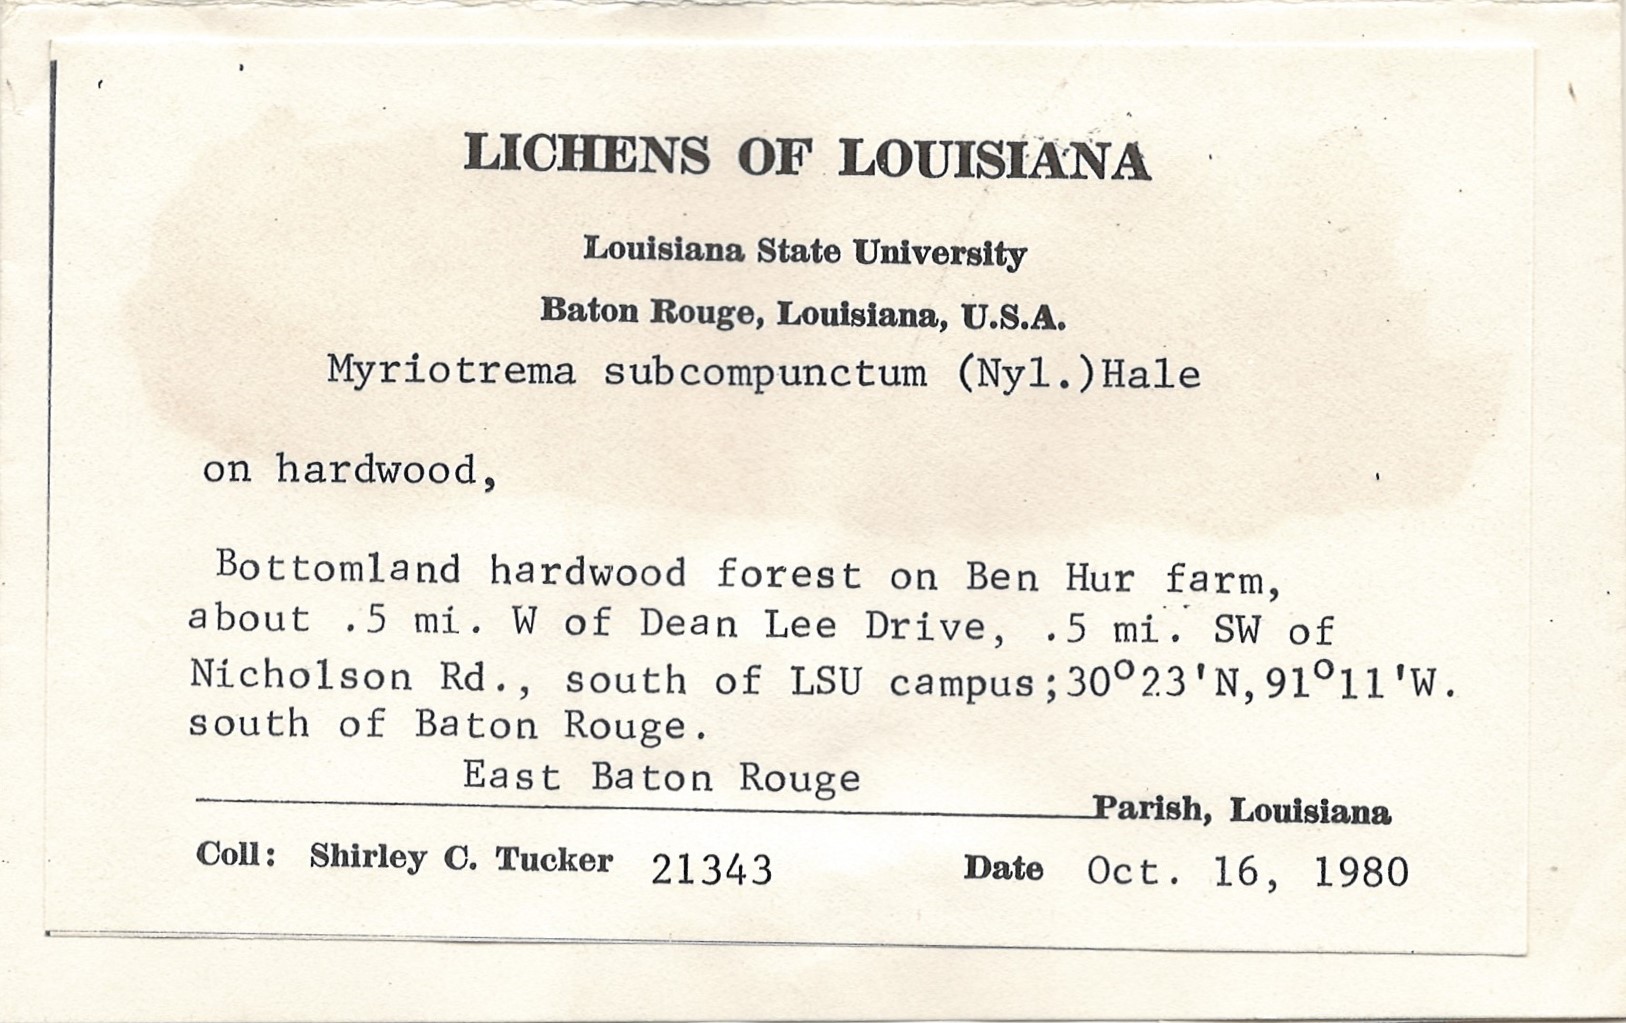 LICHENS OF LOUISIANA
Louisiana State University
Baton Rouge, Louisiana, U.S.A.
Myriotrema subcompunctum (Nyl.)Hale
on hardwood,
Bottomland hardwood forest on Ben Hur farm,
about .5 mi. W of Dean Lee Drive, .5 mi. SW of
Nicholson Rd., south of LSU campus;30°23'N,91°11'W.
south of Baton Rouge.
East Baton Rouge Parish, Louisiana
Coll: Shirley C. Tucker 21343 Date Oct. 16, 1980